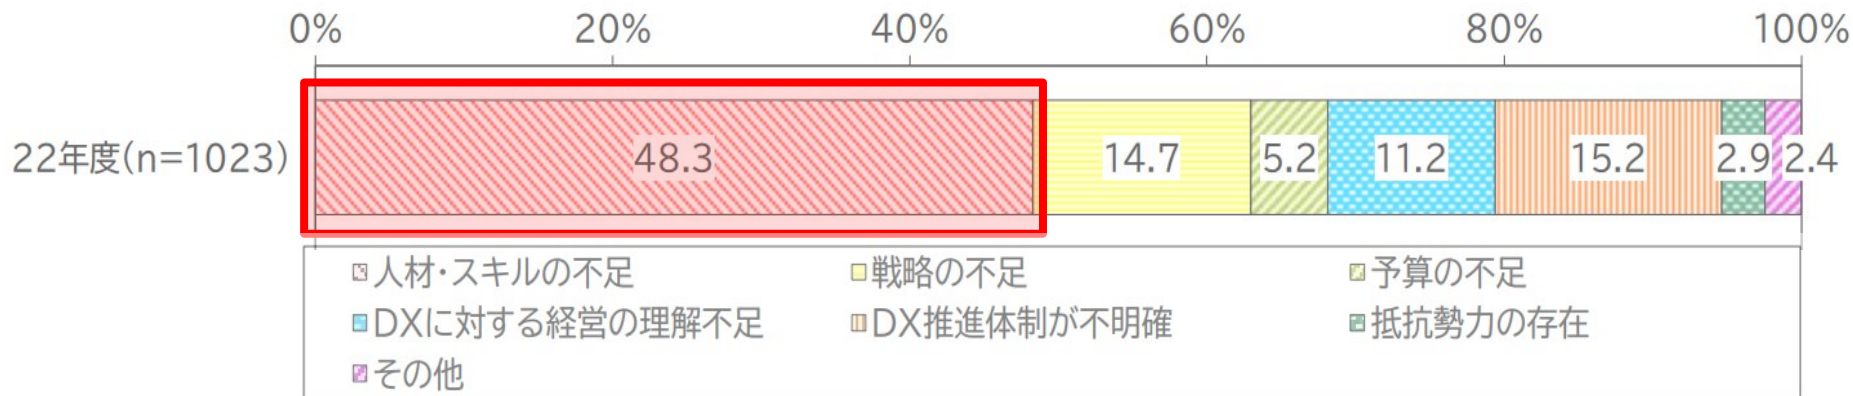 0% 20% 40% 60% 80% 100%
22年度(n=1023) 48.3 14.7 5.2 11.2 15.2 2.9 2.4
人材・スキルの不足 戦略の不足 予算の不足
DXに対する経営の理解不足 DX推進体制が不明確 抵抗勢力の存在
その他